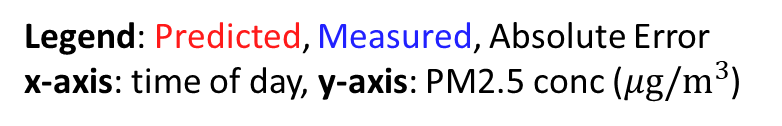 Legend: Predicted, Measured, Absolute Error
x-axis: time of day, y-axis: PM2.5 conc (μg/m³)